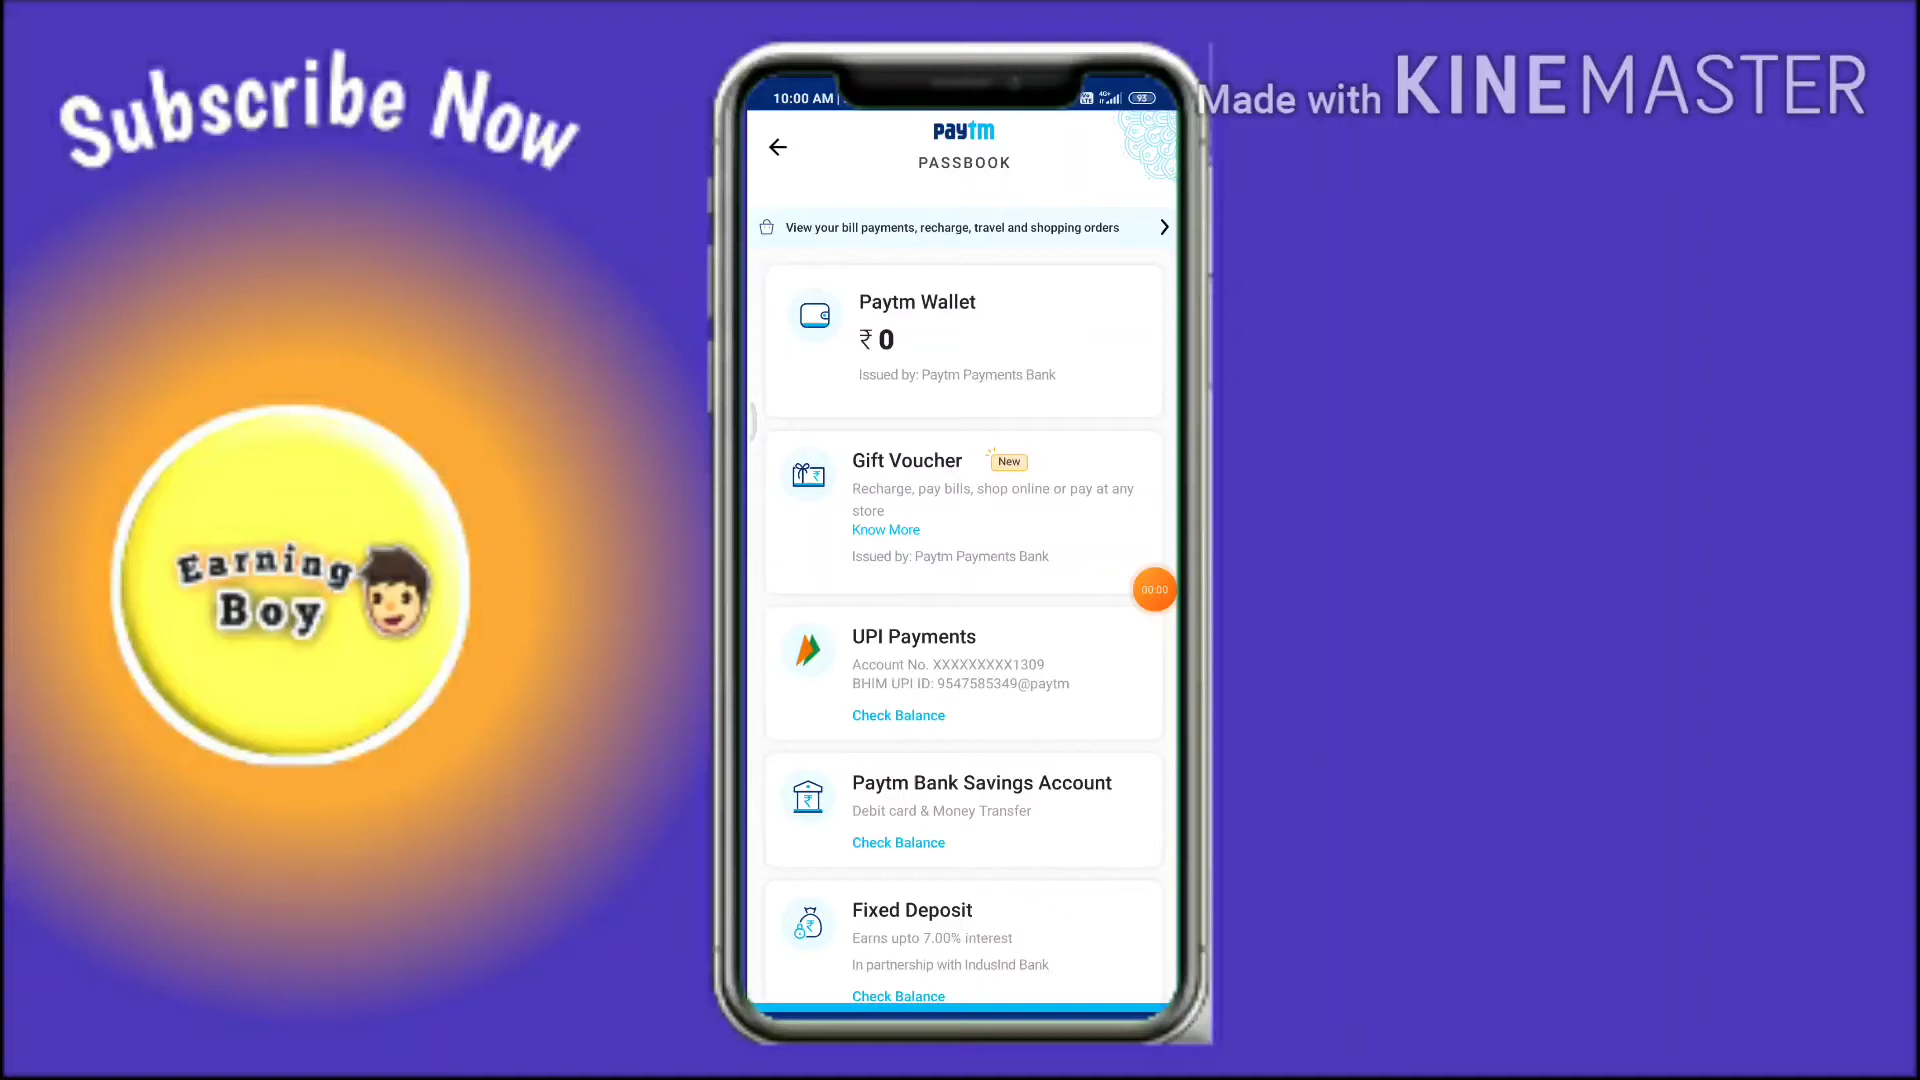 Subscribe Now
Made with KINEMASTER
10:00 AM
4G+
93
paytm
PASSBOOK
View your bill payments, recharge, travel and shopping orders
Paytm Wallet
₹ 0
Issued by: Paytm Payments Bank
Gift Voucher
New
Recharge, pay bills, shop online or pay at any
store
Know More
Issued by: Paytm Payments Bank
00:00
Earning
Boy
UPI Payments
Account No. XXXXXXXXX1309
BHIM UPI ID: 9547585349@paytm
Check Balance
Paytm Bank Savings Account
Debit card & Money Transfer
Check Balance
Fixed Deposit
Earns upto 7.00% interest
In partnership with IndusInd Bank
Check Balance